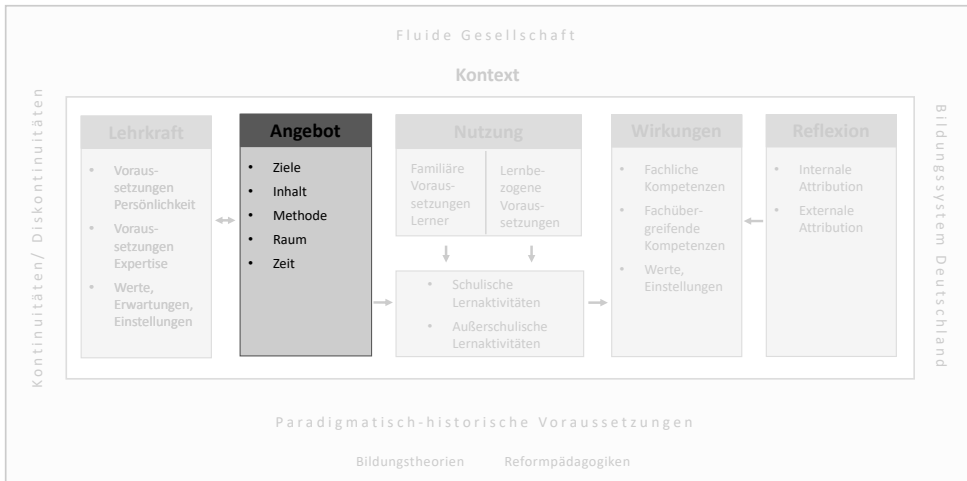 Fluide Gesellschaft
Kontext
Kontinuitäten/ Diskontinuitäten
Lehrkraft
• Voraus-
setzungen
Persönlichkeit
• Voraus-
setzungen
Expertise
• Werte,
Erwartungen,
Einstellungen
Angebot
• Ziele
• Inhalt
• Methode
• Raum
• Zeit
Nutzung
Familiäre
Voraus-
setzungen
Lerner
Lernbe-
zogene
Voraus-
setzungen
• Schulische
Lernaktivitäten
• Außerschulische
Lernaktivitäten
Wirkungen
• Fachliche
Kompetenzen
• Fachüber-
greifende
Kompetenzen
• Werte,
Einstellungen
Reflexion
• Internale
Attribution
• Externale
Attribution
Bildungssystem Deutschland
Paradigmatisch-historische Voraussetzungen
Bildungstheorien Reformpädagogiken